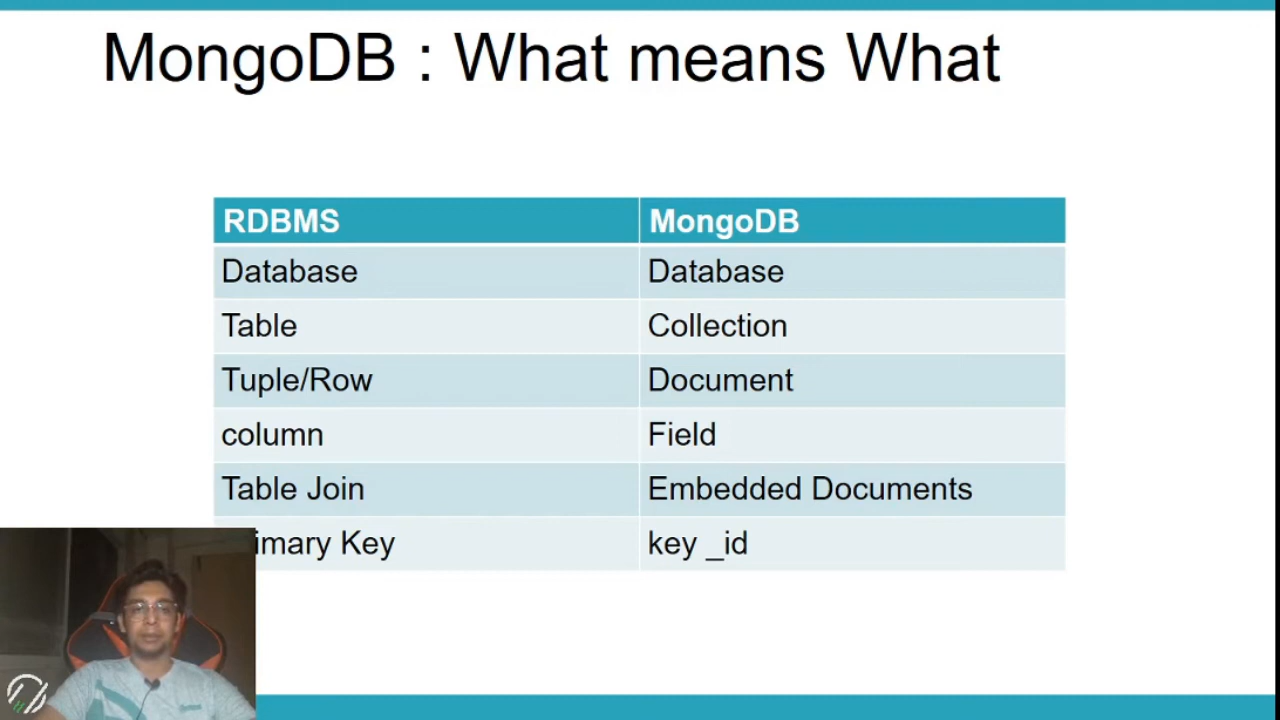 MongoDB : What means What
RDBMS MongoDB
Database Database
Table Collection
Tuple/Row Document
column Field
Table Join Embedded Documents
Key key _id